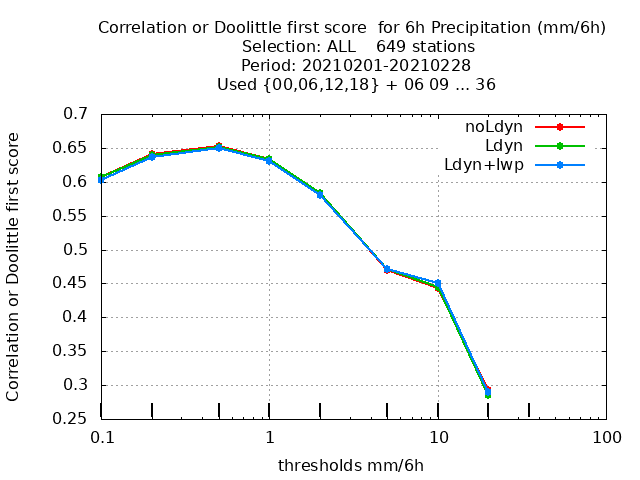 Correlation or Doolittle first score  for 6h Precipitation (mm/6h)
Selection: ALL    649 stations
Period: 20210201-20210228
Used {00,06,12,18} + 06 09 ... 36
Correlation or Doolittle first score
0.7
0.65
0.6
0.55
0.5
0.45
0.4
0.35
0.3
0.25
noLdyn
Ldyn
Ldyn+lwp
0.1
1
10
100
thresholds mm/6h